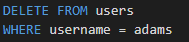 DELETE FROM users
WHERE username = adams